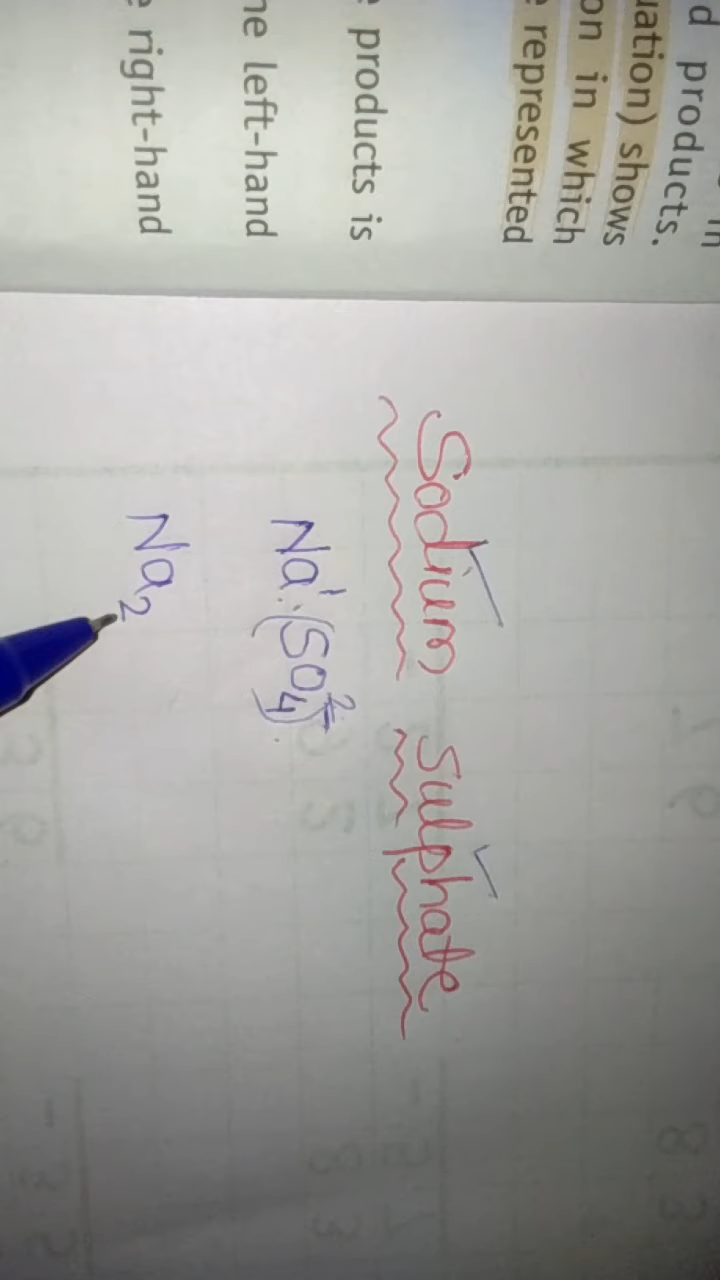 d products.
uation) shows
on in which
represented
products is
he left-hand
right-hand
Sodium Sulphate
Na¹ (SO₄)²⁻
Na₂